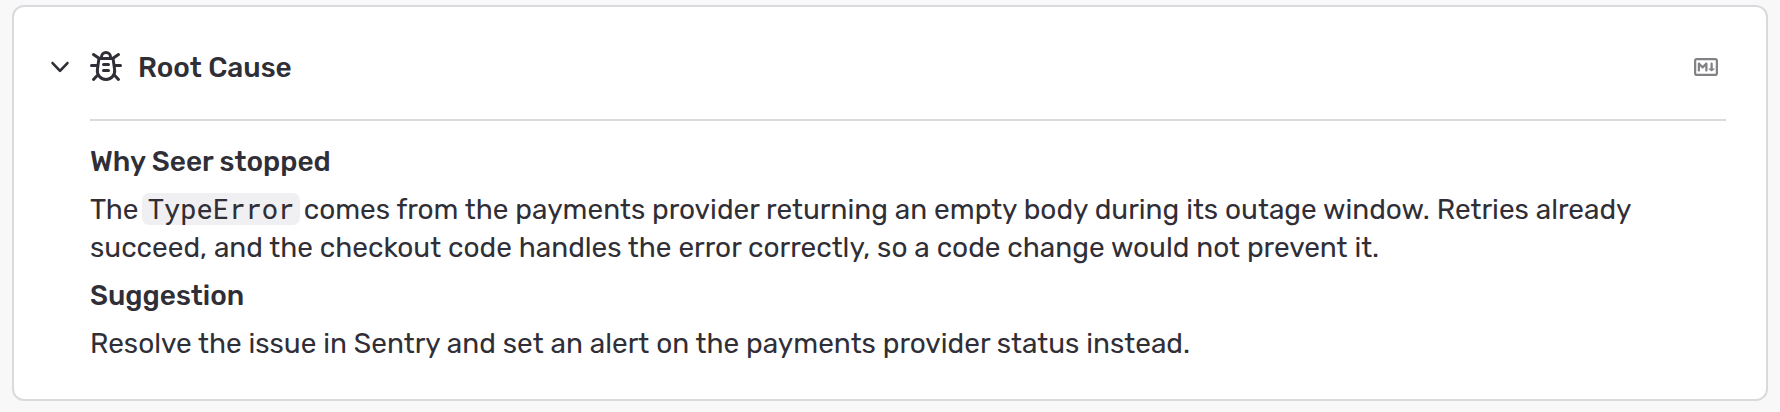 Root Cause
M↓
Why Seer stopped
The TypeError comes from the payments provider returning an empty body during its outage window. Retries already
succeed, and the checkout code handles the error correctly, so a code change would not prevent it.
Suggestion
Resolve the issue in Sentry and set an alert on the payments provider status instead.